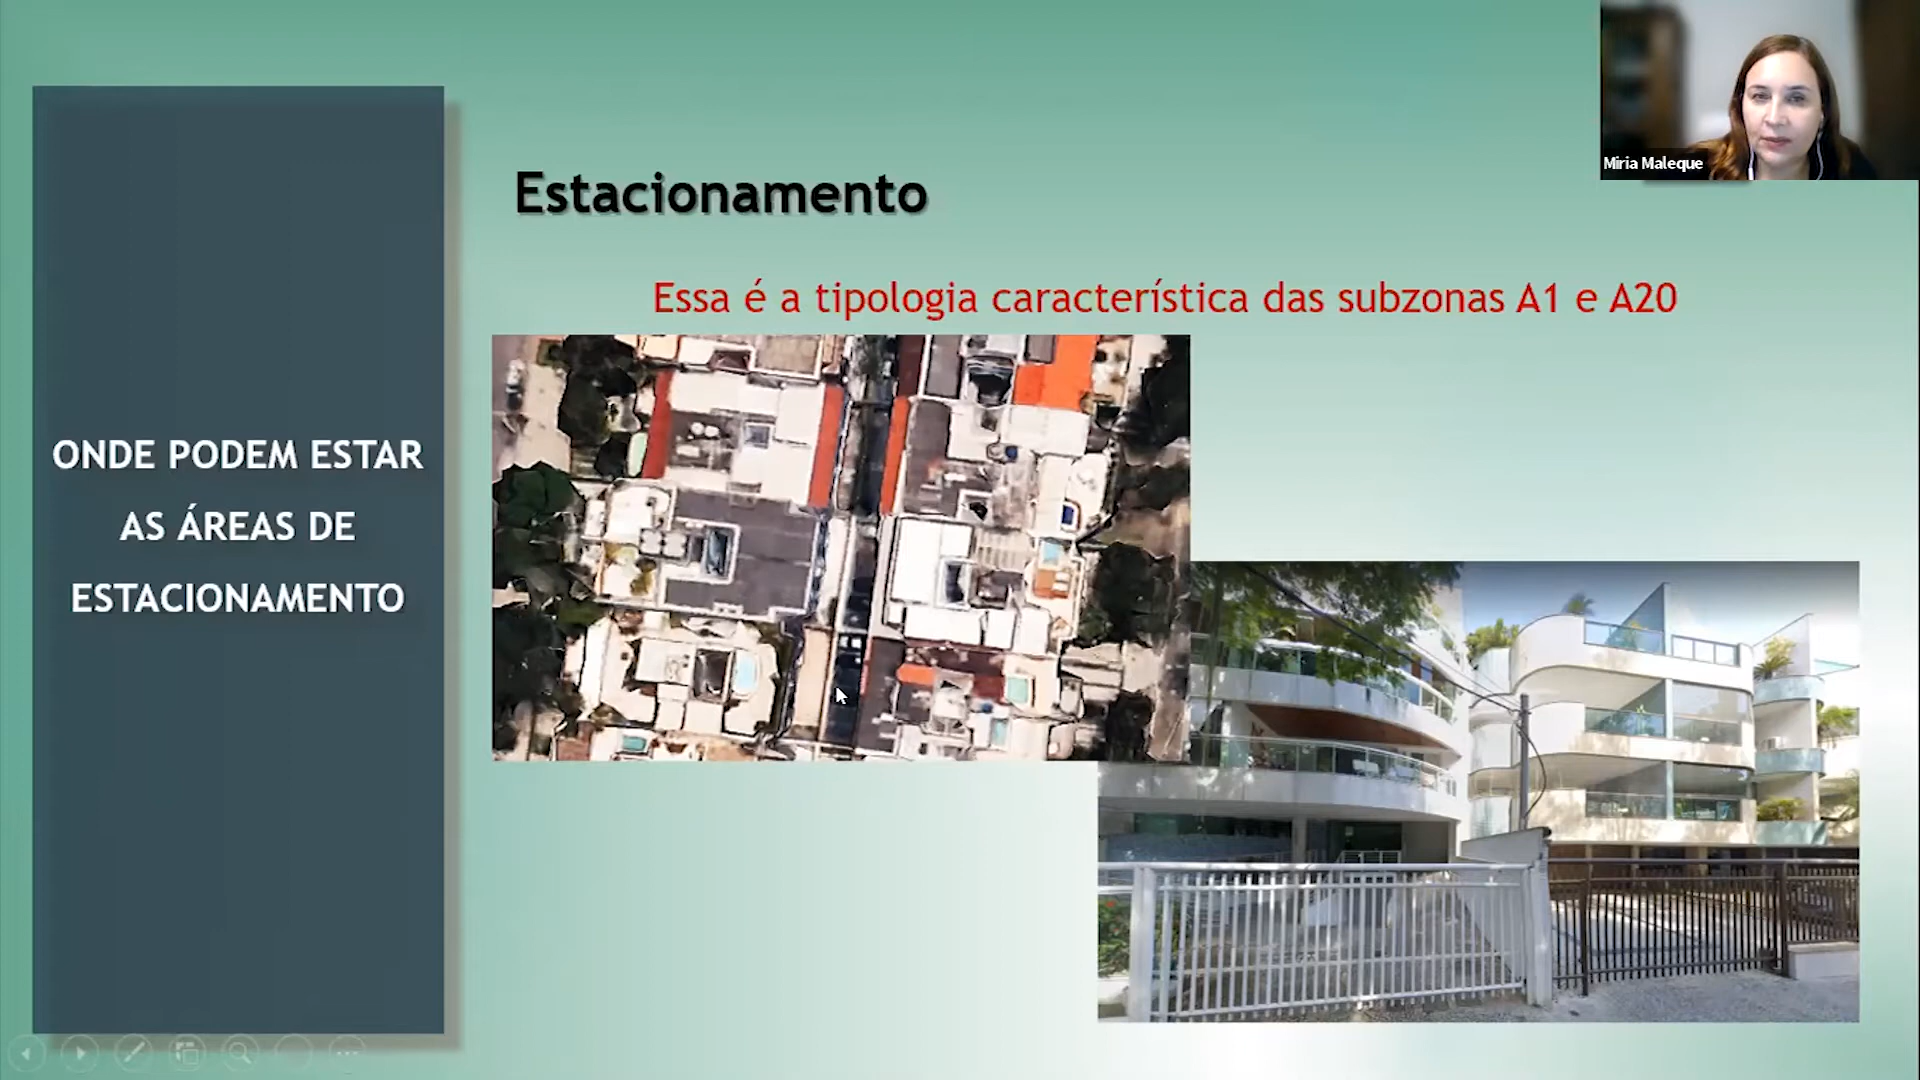 Miria Maleque
Estacionamento
Essa é a tipologia característica das subzonas A1 e A20
ONDE PODEM ESTAR
AS ÁREAS DE
ESTACIONAMENTO